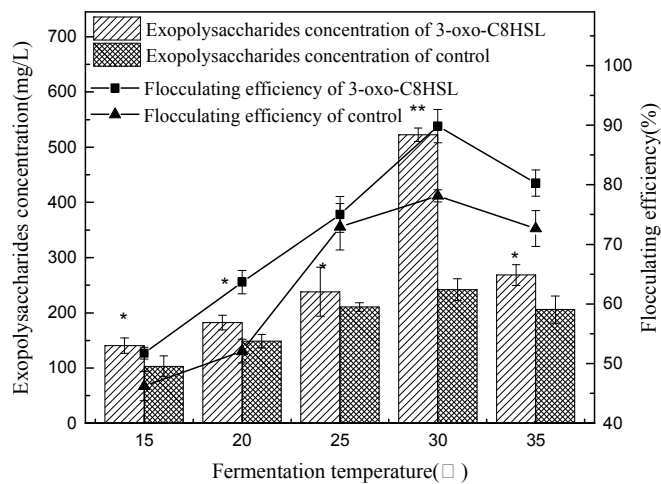 Exopolysaccharides concentration of 3-oxo-C8HSL
Exopolysaccharides concentration of control
Flocculating efficiency of 3-oxo-C8HSL
Flocculating efficiency of control
Exopolysaccharides concentration(mg/L)
700
600
500
400
300
200
100
0
*
*
*
**
*
100
90
80
70
60
50
40
Flocculating efficiency(%)
15 20 25 30 35
Fermentation temperature(□ )